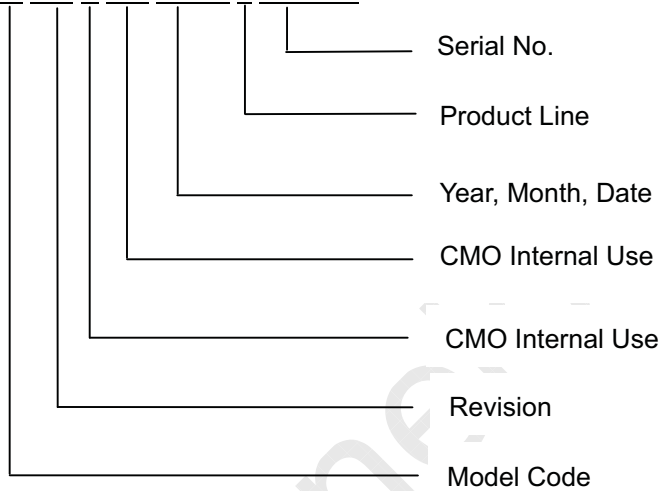 Serial No.
Product Line
Year, Month, Date
CMO Internal Use
CMO Internal Use
Revision
Model Code